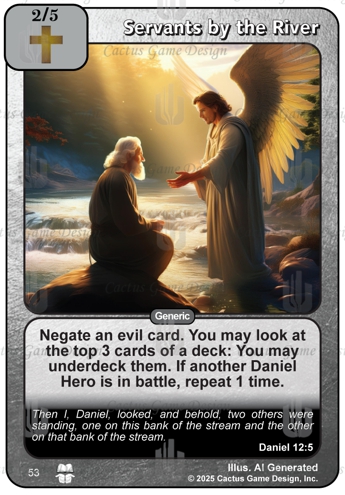 2/5
Servants by the River
Cactus Game Design
Generic
Negate an evil card. You may look at
the top 3 cards of a deck: You may
underdeck them. If another Daniel
Hero is in battle, repeat 1 time.
Then I, Daniel, looked, and behold, two others were
standing, one on this bank of the stream and the other
on that bank of the stream.
Daniel 12:5
53
Illus. AI Generated
© 2025 Cactus Game Design, Inc.